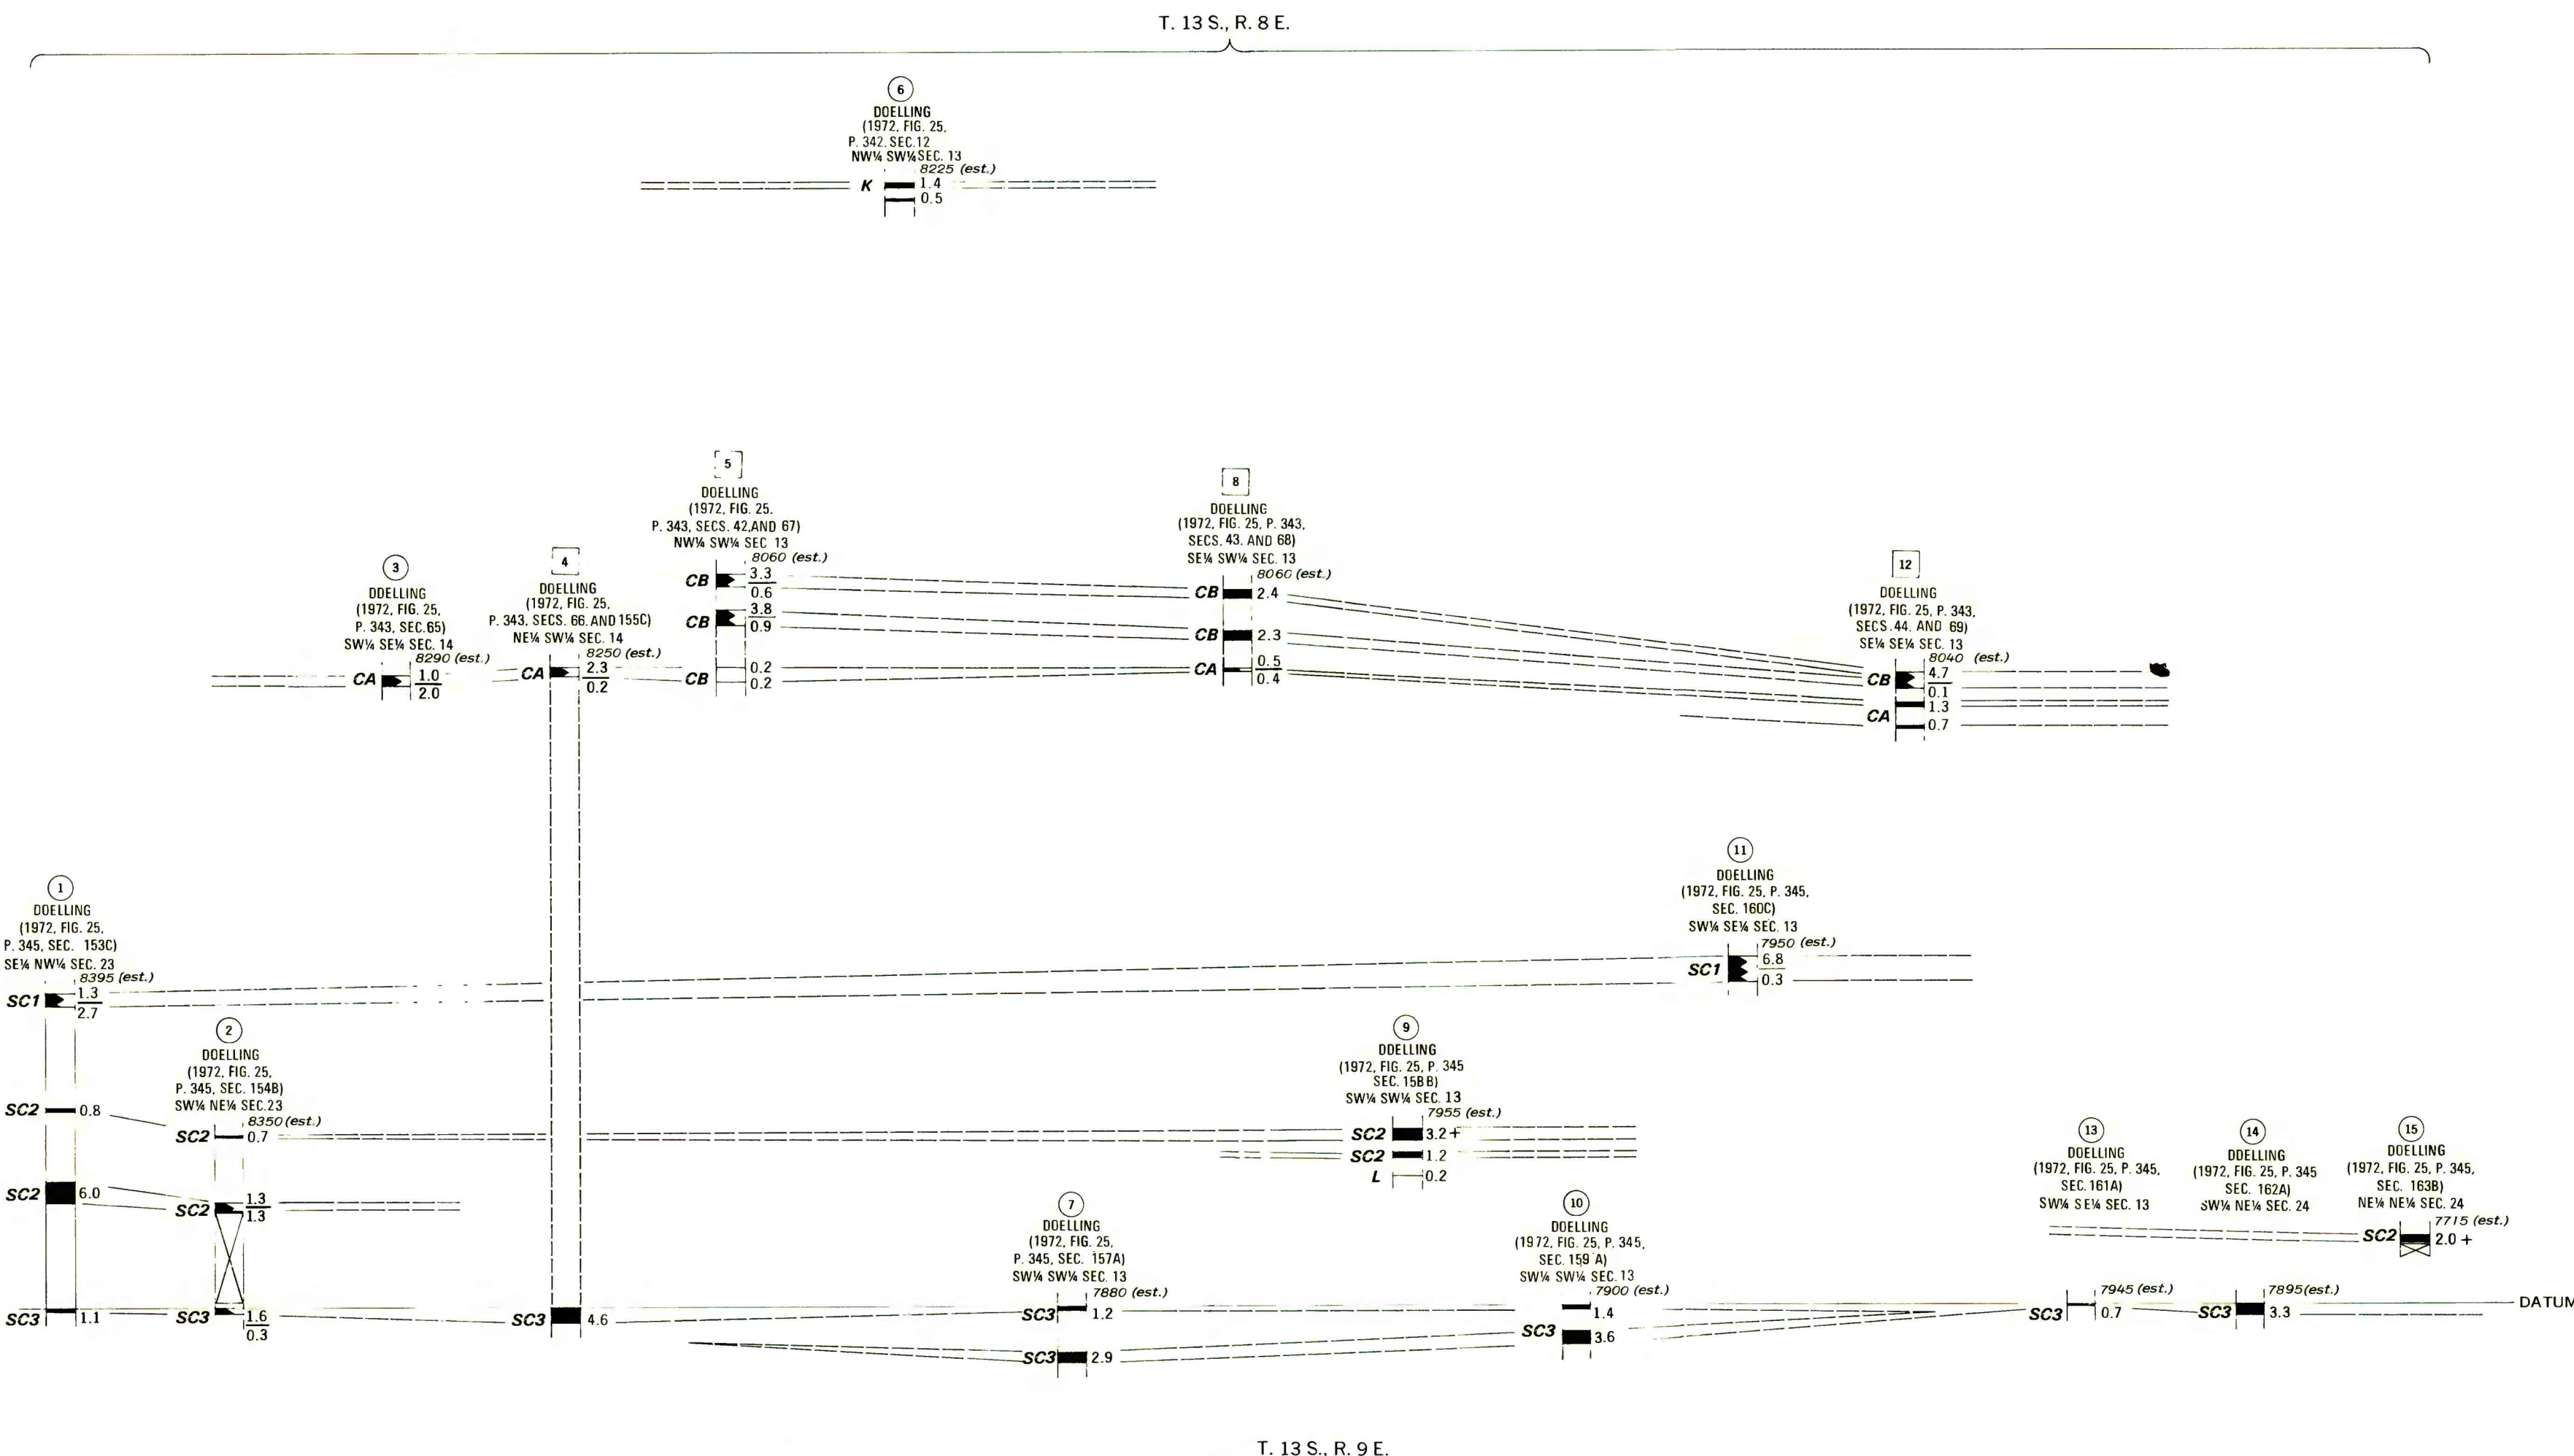 T. 13 S., R. 8 E.
6
DOELLING
(1972, FIG. 25,
P. 342, SEC.12
NW¼ SW¼ SEC. 13
8225 (est.)
K
1.4
0.5
3
DOELLING
(1972, FIG. 25,
P. 343, SEC.65)
SW¼ SE¼ SEC. 14
8290 (est.)
CA
1.0
2.0
4
DOELLING
(1972, FIG. 25,
P. 343, SECS. 66, AND 155C)
NE¼ SW¼ SEC. 14
8250 (est.)
CA
2.3
0.2
SC3
4.6
5
DOELLING
(1972, FIG. 25.
P. 343, SECS. 42, AND 67)
NW¼ SW¼ SEC 13
8060 (est.)
CB
3.3
0.6
CB
3.8
0.9
CB
0.2
0.2
8
DOELLING
(1972, FIG. 25, P. 343,
SECS. 43, AND 68)
SE¼ SW¼ SEC. 13
8060 (est.)
CB
2.4
CB
2.3
CA
0.5
0.4
12
DOELLING
(1972, FIG. 25, P. 343,
SECS. 44, AND 69)
SE¼ SE¼ SEC. 13
8040 (est.)
CB
4.7
0.1
1.3
CA
0.7
1
DOELLING
(1972, FIG. 25,
P. 345, SEC. 153C)
SE¼ NW¼ SEC. 23
8395 (est.)
SC1
1.3
2.7
SC2
0.8
SC2
6.0
SC3
1.1
2
DOELLING
(1972, FIG. 25,
P. 345, SEC. 154B)
SW¼ NE¼ SEC.23
8350 (est.)
SC2
0.7
SC2
1.3
1.3
SC3
1.6
0.3
11
DOELLING
(1972, FIG. 25, P. 345,
SEC. 160C)
SW¼ SE¼ SEC. 13
7950 (est.)
SC1
6.8
0.3
9
DOELLING
(1972, FIG. 25, P. 345
SEC. 15BB)
SW¼ SW¼ SEC. 13
7955 (est.)
SC2
3.2+
SC2
1.2
L
0.2
7
DOELLING
(1972, FIG. 25,
P. 345, SEC. 157A)
SW¼ SW¼ SEC. 13
7880 (est.)
SC3
1.2
SC3
2.9
10
DOELLING
(1972, FIG. 25, P. 345,
SEC. 159 A)
SW¼ SW¼ SEC. 13
7900 (est.)
1.4
SC3
3.6
13
DOELLING
(1972, FIG. 25, P. 345,
SEC. 161A)
SW¼ SE¼ SEC. 13
7945 (est.)
SC3
0.7
14
DOELLING
(1972, FIG. 25, P. 345
SEC. 162A)
SW¼ NE¼ SEC. 24
7895 (est.)
SC3
3.3
15
DOELLING
(1972, FIG. 25, P. 345,
SEC. 163B)
NE¼ NE¼ SEC. 24
7715 (est.)
SC2
2.0 +
DATUM
T. 13 S., R. 9 E.